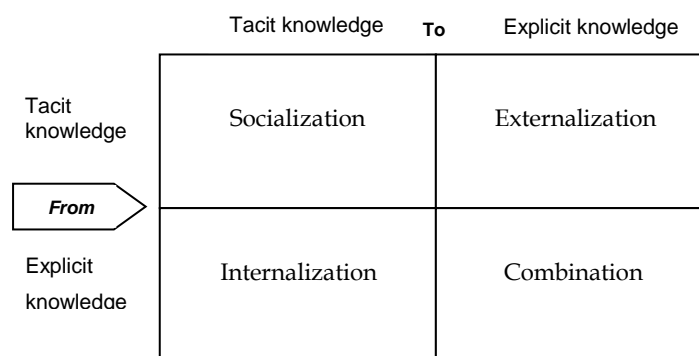 Tacit knowledge To Explicit knowledge
Tacit
knowledge
Socialization Externalization
From
Explicit
knowledge
Internalization Combination